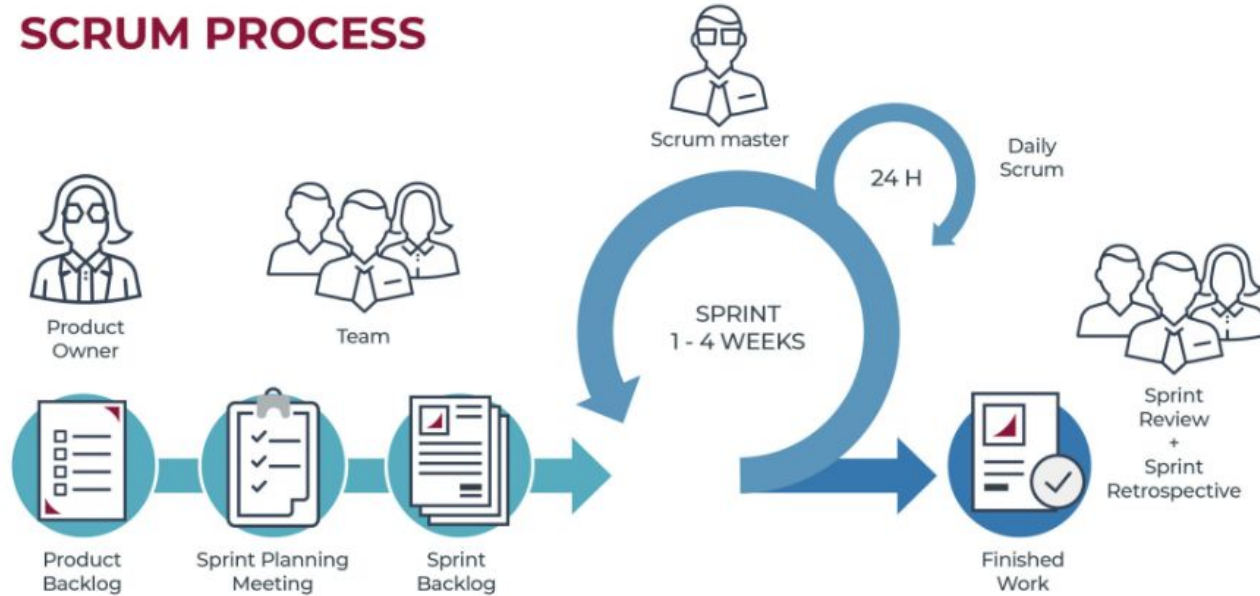 SCRUM PROCESS
Scrum master
24 H
Daily
Scrum
Product
Owner
Team
SPRINT
1 - 4 WEEKS
Sprint
Review
+
Sprint
Retrospective
Product
Backlog
Sprint Planning
Meeting
Sprint
Backlog
Finished
Work